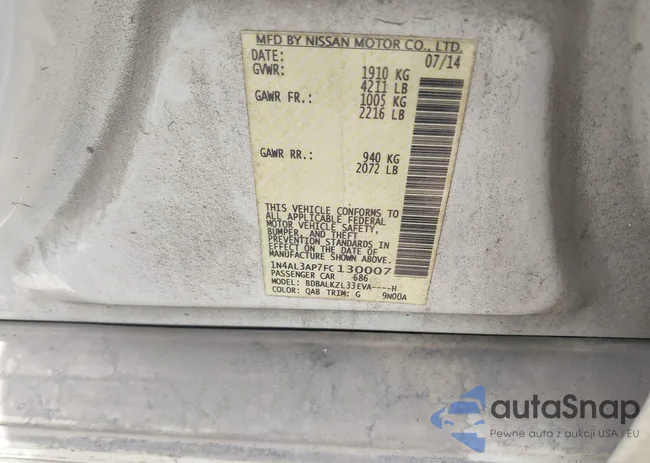 MFD BY NISSAN MOTOR CO., LTD.
DATE: 07/14
GVWR: 1910 KG
4211 LB
GAWR FR.: 1005 KG
2216 LB
GAWR RR.: 940 KG
2072 LB
THIS VEHICLE CONFORMS TO
ALL APPLICABLE FEDERAL
MOTOR VEHICLE SAFETY,
BUMPER, AND THEFT
PREVENTION STANDARDS IN
EFFECT ON THE DATE OF
MANUFACTURE SHOWN ABOVE.
1N4AL3AP7FC130007
PASSENGER CAR 686
MODEL: BDBALKZL33EVA----H
COLOR: QAB TRIM: G 9N00A
autaSnap
Pewne auta z aukcji USA i EU